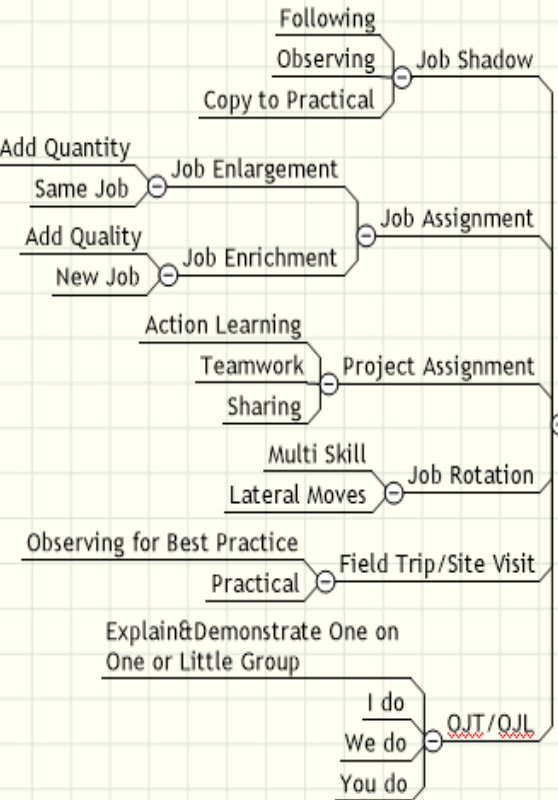 Following
Observing
Copy to Practical
Job Shadow
Add Quantity
Same Job
Job Enlargement
Add Quality
New Job
Job Enrichment
Job Assignment
Action Learning
Teamwork
Sharing
Project Assignment
Multi Skill
Lateral Moves
Job Rotation
Observing for Best Practice
Practical
Field Trip/Site Visit
Explain&Demonstrate One on
One or Little Group
I do
We do
You do
OJT/OJL